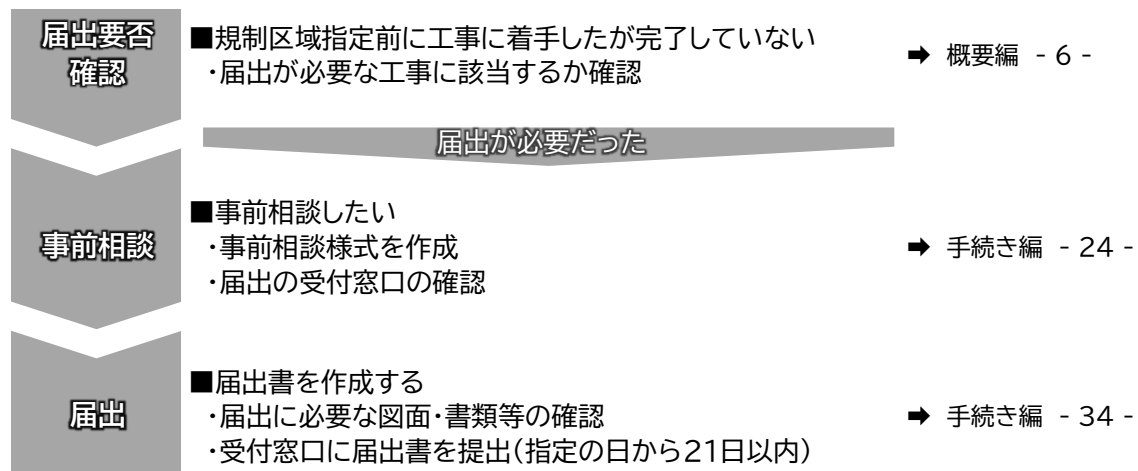 届出要否
確認
■規制区域指定前に工事に着手したが完了していない
・届出が必要な工事に該当するか確認
➡ 概要編 - 6 -
届出が必要だった
事前相談
■事前相談したい
・事前相談様式を作成
・届出の受付窓口の確認
➡ 手続き編 - 24 -
届出
■届出書を作成する
・届出に必要な図面・書類等の確認
・受付窓口に届出書を提出(指定の日から21日以内)
➡ 手続き編 - 34 -